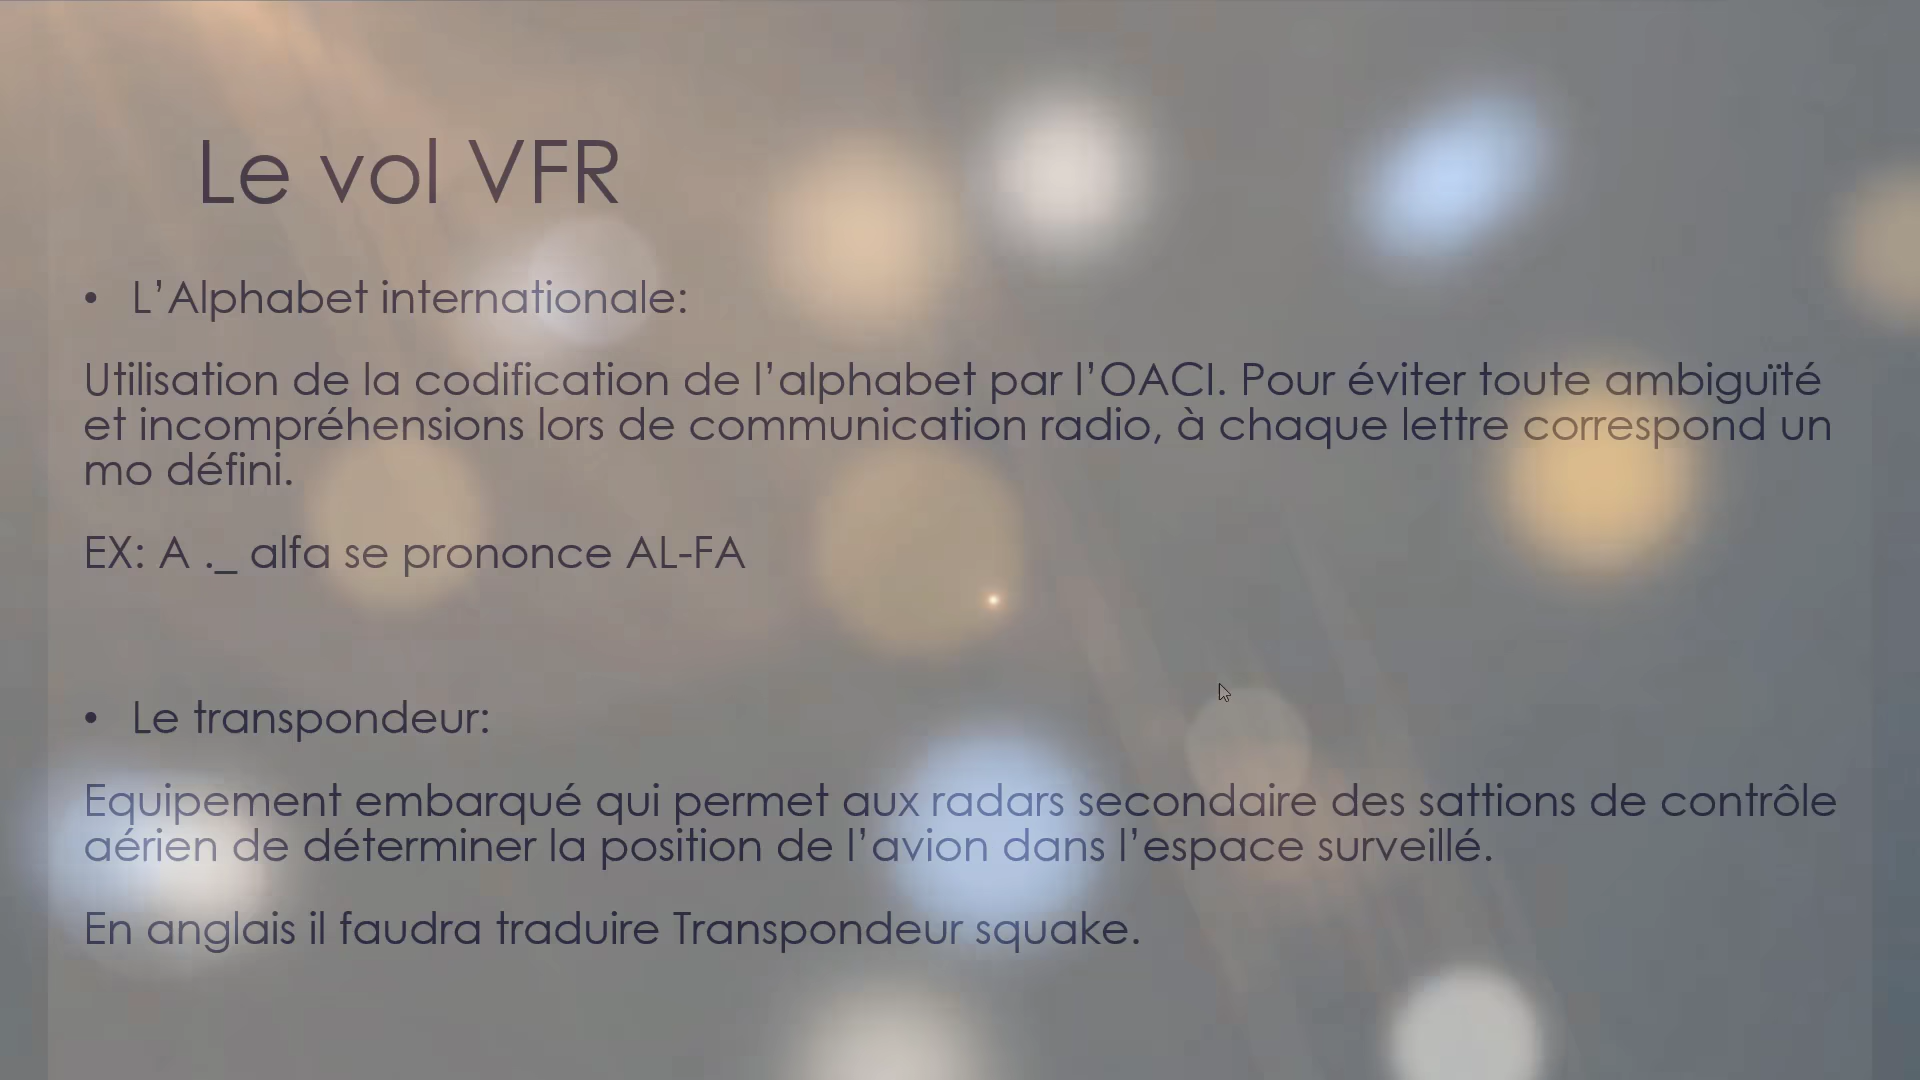 Le vol VFR
• L’Alphabet internationale:
Utilisation de la codification de l’alphabet par l’OACI. Pour éviter toute ambiguïté
et incompréhensions lors de communication radio, à chaque lettre correspond un
mo défini.
EX: A ._ alfa se prononce AL-FA
• Le transpondeur:
Equipement embarqué qui permet aux radars secondaire des sattions de contrôle
aérien de déterminer la position de l’avion dans l’espace surveillé.
En anglais il faudra traduire Transpondeur squake.